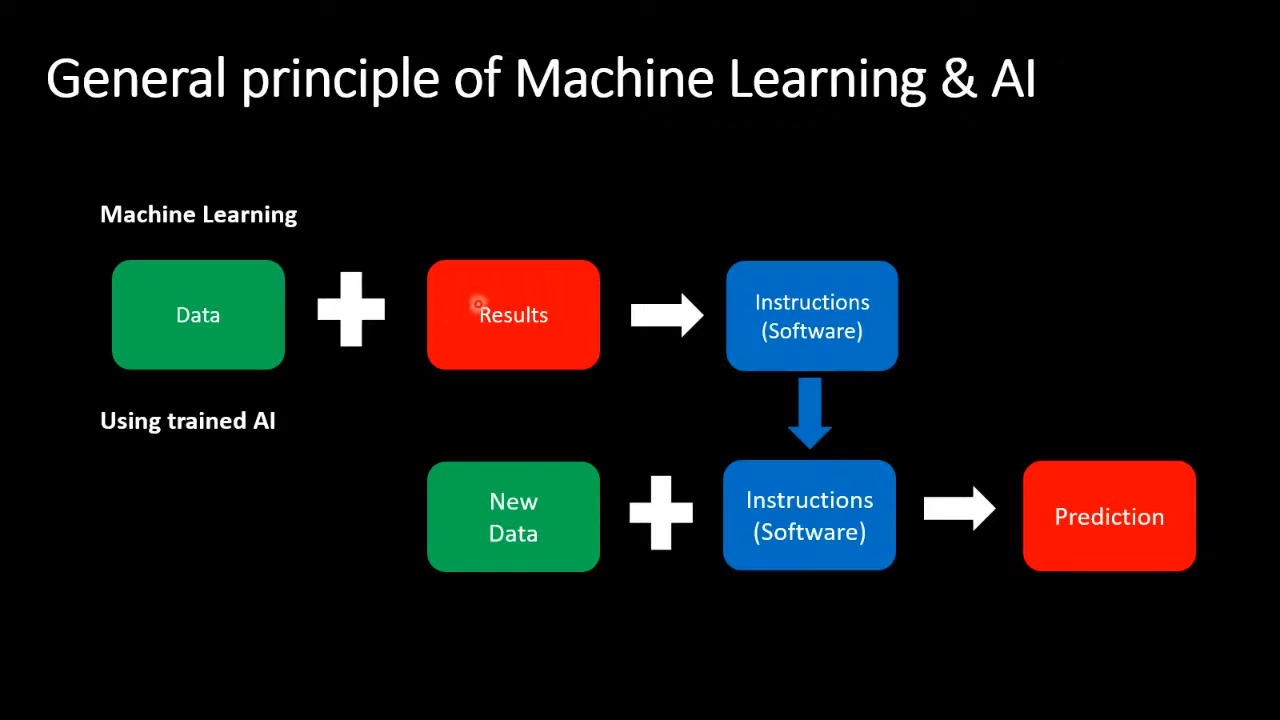 General principle of Machine Learning & AI
Machine Learning
Data
Results
Instructions
(Software)
Using trained AI
New
Data
Instructions
(Software)
Prediction